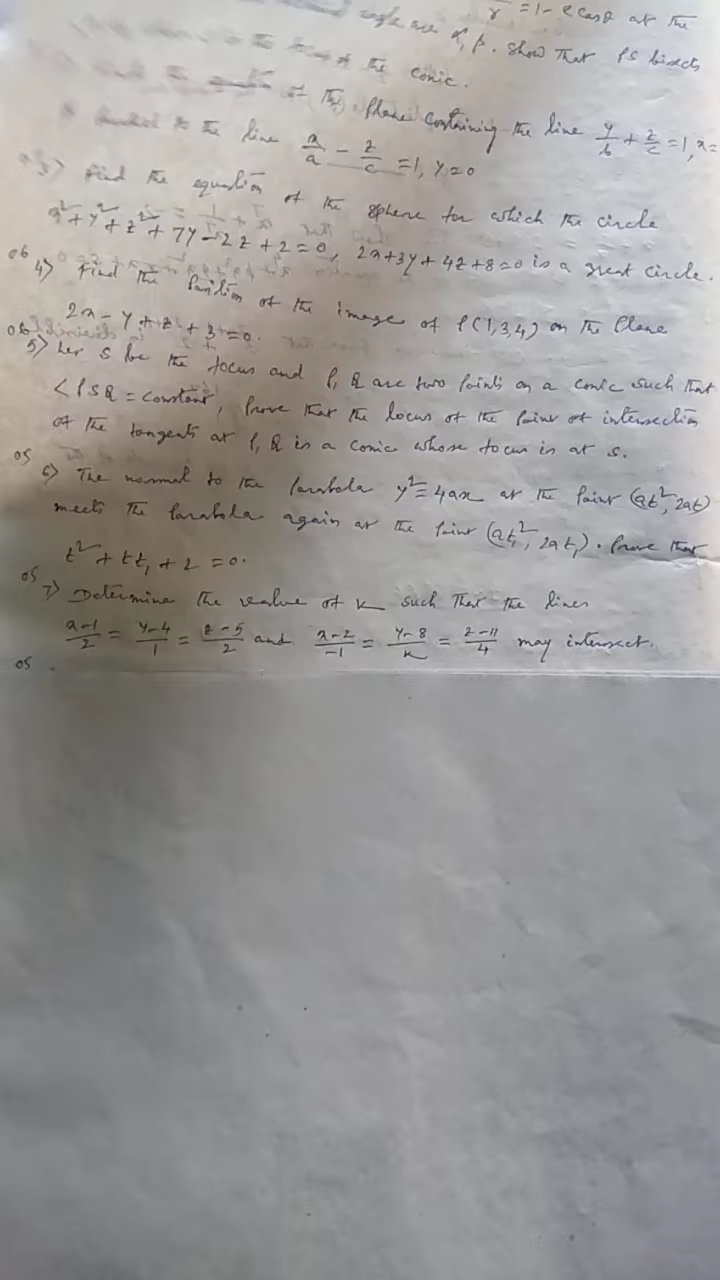 r = 1 - e cosθ at the
angle are α, β. Show that PS bisects
the conic.
the of the Plane containing the line y/b + z/c = 1, x =
to the line x/a - z/c = 1, y = 0
3> Find the equation of the sphere for which the circle
x² + y² + z² + 7y - 2z + 2 = 0, 2x + 3y + 4z + 8 = 0 is a great circle.
06
4> Find the Position of the image of P(1,3,4) on the Plane
2x - y + z + 3 = 0.
06
5> Let S be the focus and P, Q are two Points on a conic such that
<PSQ = constant, Prove that the locus of the Point of intersection
of the tangents at P, Q is a conic whose focus is at S.
05
6> The normal to the Parabola y² = 4ax at the Point (at², 2at)
meets the Parabola again at the Point (at₁², 2at₁). Prove that
t² + tt₁ + 2 = 0.
05
7> Determine the value of k such that the lines
x-1/2 = y-4/1 = z-5/2 and x-2/-1 = y-8/k = z-11/4 may intersect.
05